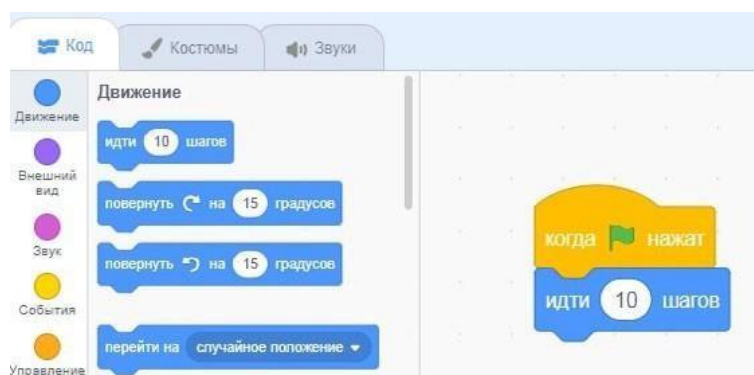 Код
Костюмы
Звуки
Движение
Внешний
вид
Звук
События
Управление
Движение
идти 10 шагов
повернуть на 15 градусов
повернуть на 15 градусов
перейти на случайное положение
когда нажат
идти 10 шагов